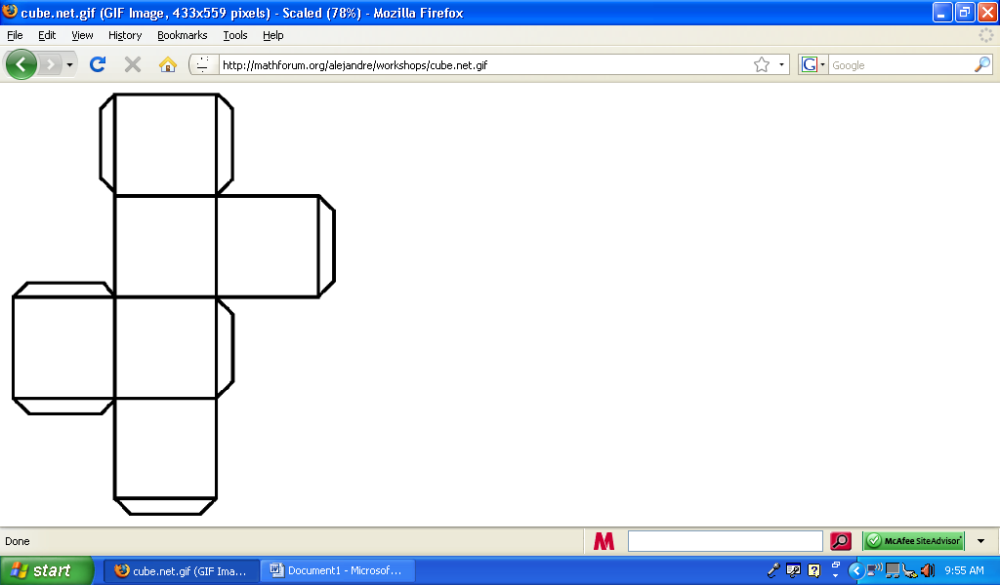 cube.net.gif (GIF Image, 433x559 pixels) - Scaled (78%) - Mozilla Firefox
File Edit View History Bookmarks Tools Help
http://mathforum.org/alejandre/workshops/cube.net.gif
G Google
Done
M
McAfee SiteAdvisor
start
cube.net.gif (GIF Ima...
Document1 - Microsof...
9:55 AM